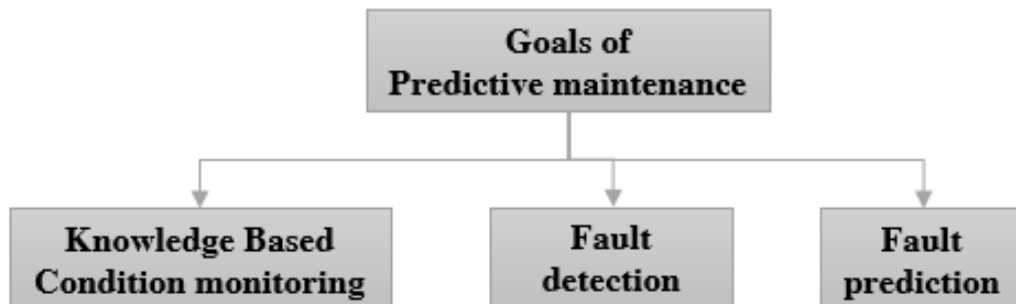 Goals of
Predictive maintenance
Knowledge Based
Condition monitoring
Fault
detection
Fault
prediction